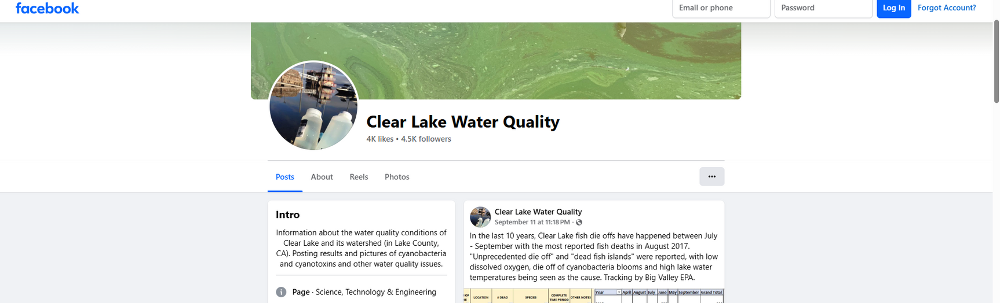 facebook
Email or phone
Password
Log In
Forgot Account?
Clear Lake Water Quality
4K likes • 4.5K followers
Posts
About
Reels
Photos
Intro
Information about the water quality conditions of
Clear Lake and its watershed (in Lake County,
CA). Posting results and pictures of cyanobacteria
and cyanotoxins and other water quality issues.
Page · Science, Technology & Engineering
Clear Lake Water Quality
September 11 at 11:18 PM ·
In the last 10 years, Clear Lake fish die offs have happened between July
- September with the most reported fish deaths in August 2017.
"Unprecedented die off" and "dead fish islands" were reported, with low
dissolved oxygen, die off of cyanobacteria blooms and high lake water
temperatures being seen as the cause. Tracking by Big Valley EPA.
LOCATION
# DEAD
SPECIES
COMPLETE
TIME PERIOD
OTHER NOTES
Year
April
August
July
June
May
September
Grand Total